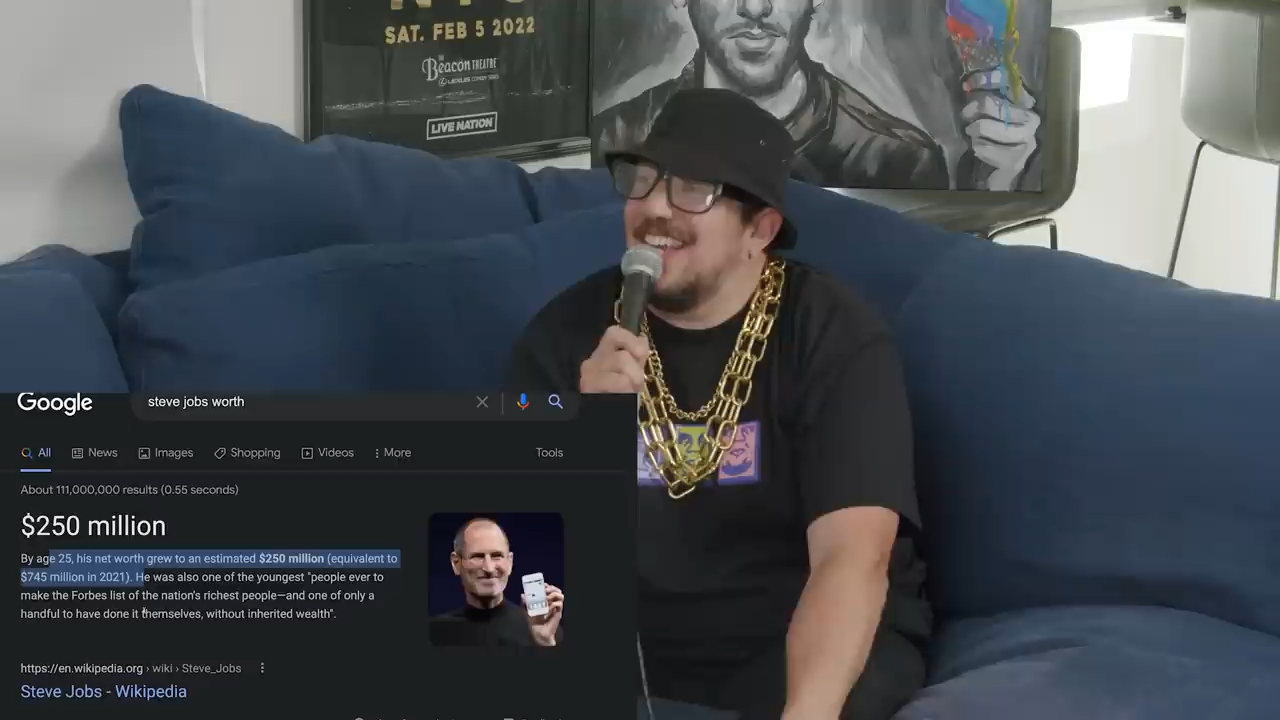 SAT. FEB 5 2022
THE
Beacon THEATRE
LIVE NATION
Google
steve jobs worth
All
News
Images
Shopping
Videos
More
Tools
About 111,000,000 results (0.55 seconds)
$250 million
By age 25, his net worth grew to an estimated $250 million (equivalent to
$745 million in 2021). He was also one of the youngest "people ever to
make the Forbes list of the nation's richest people—and one of only a
handful to have done it themselves, without inherited wealth".
https://en.wikipedia.org › wiki › Steve_Jobs
Steve Jobs - Wikipedia